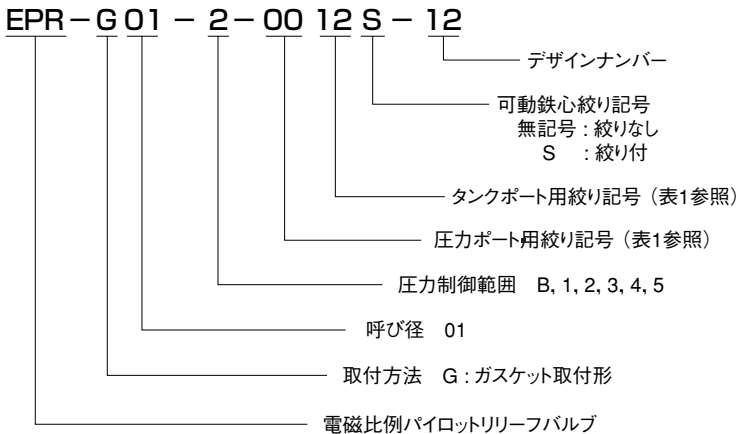 EPR－G 01 － 2－00 12 S － 12
デザインナンバー
可動鉄心絞り記号
無記号 : 絞りなし
S : 絞り付
タンクポート用絞り記号（表1参照）
圧力ポート用絞り記号（表1参照）
圧力制御範囲 B, 1, 2, 3, 4, 5
呼び径 01
取付方法 G : ガスケット取付形
電磁比例パイロットリリーフバルブ